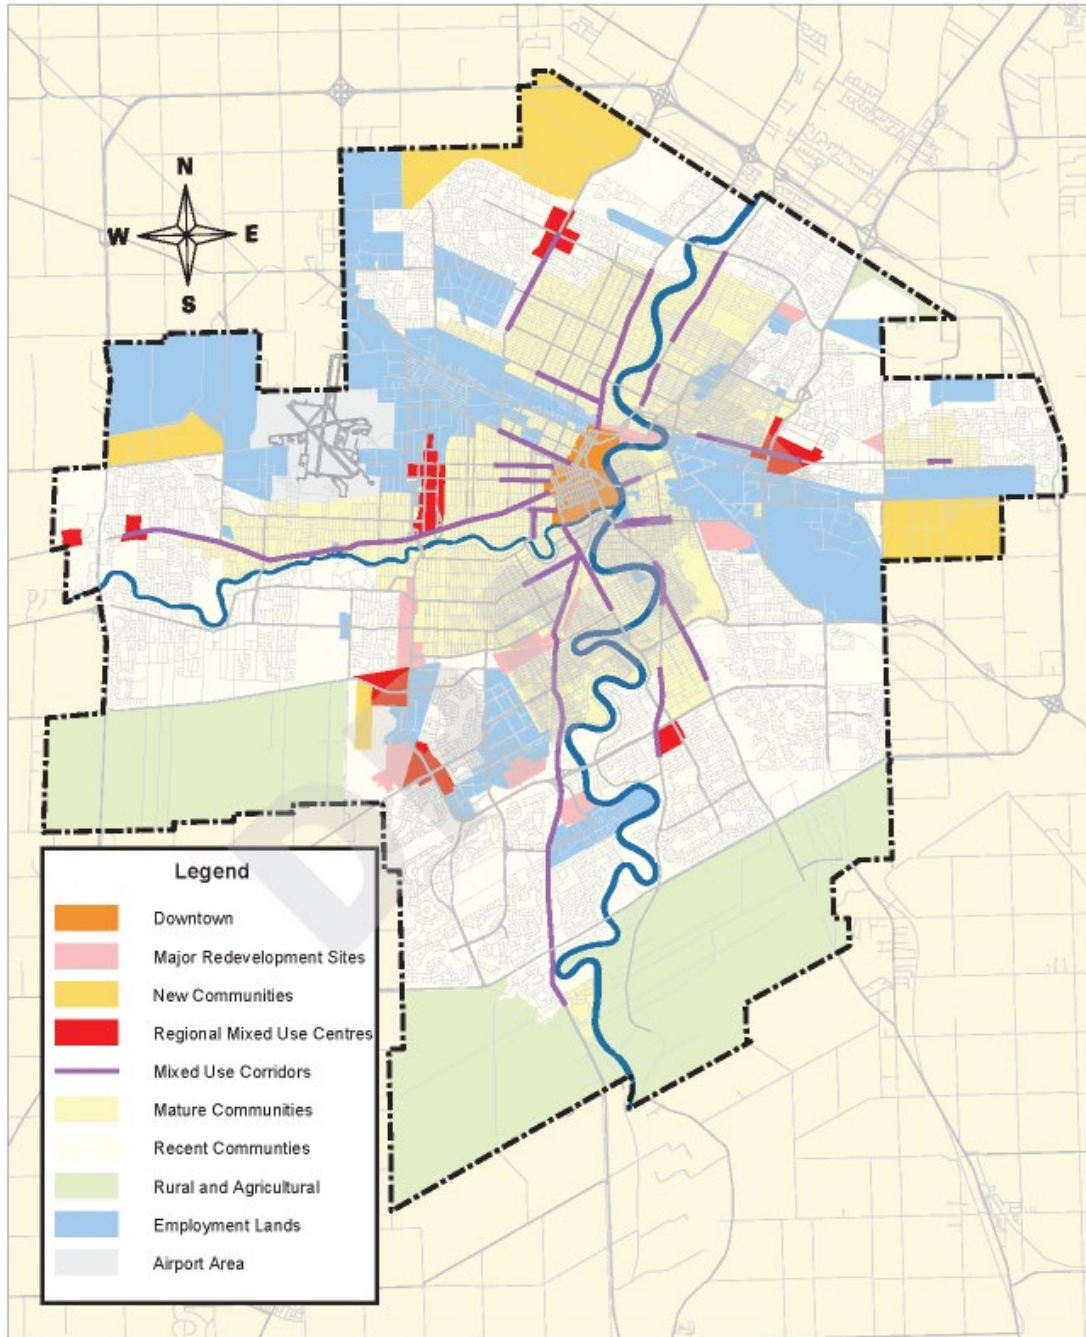 N
W
E
S
Legend
Downtown
Major Redevelopment Sites
New Communities
Regional Mixed Use Centres
Mixed Use Corridors
Mature Communities
Recent Communties
Rural and Agricultural
Employment Lands
Airport Area